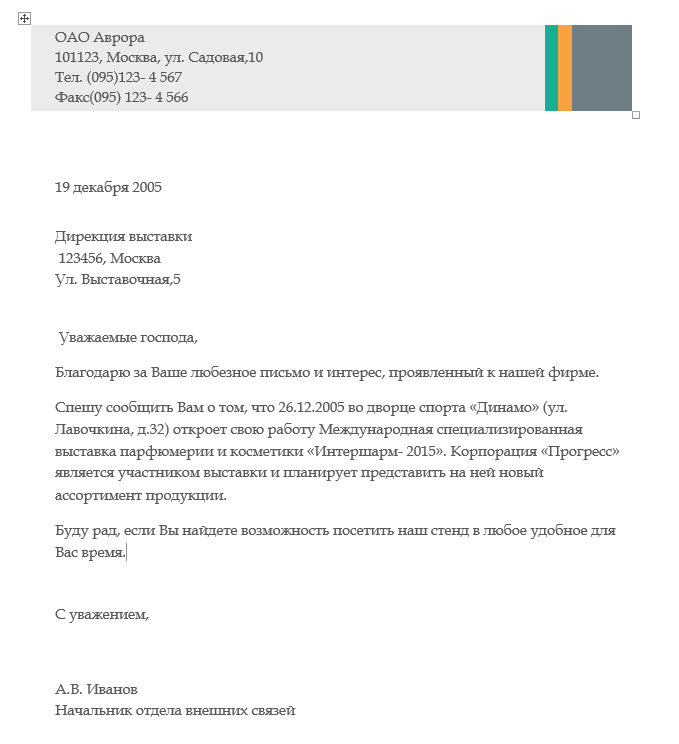 ОАО Аврора
101123, Москва, ул. Садовая,10
Тел. (095)123- 4 567
Факс(095) 123- 4 566
19 декабря 2005
Дирекция выставки
123456, Москва
Ул. Выставочная,5
Уважаемые господа,
Благодарю за Ваше любезное письмо и интерес, проявленный к нашей фирме.
Спешу сообщить Вам о том, что 26.12.2005 во дворце спорта «Динамо» (ул.
Лавочкина, д.32) откроет свою работу Международная специализированная
выставка парфюмерии и косметики «Интершарм- 2015». Корпорация «Прогресс»
является участником выставки и планирует представить на ней новый
ассортимент продукции.
Буду рад, если Вы найдете возможность посетить наш стенд в любое удобное для
Вас время.
С уважением,
А.В. Иванов
Начальник отдела внешних связей